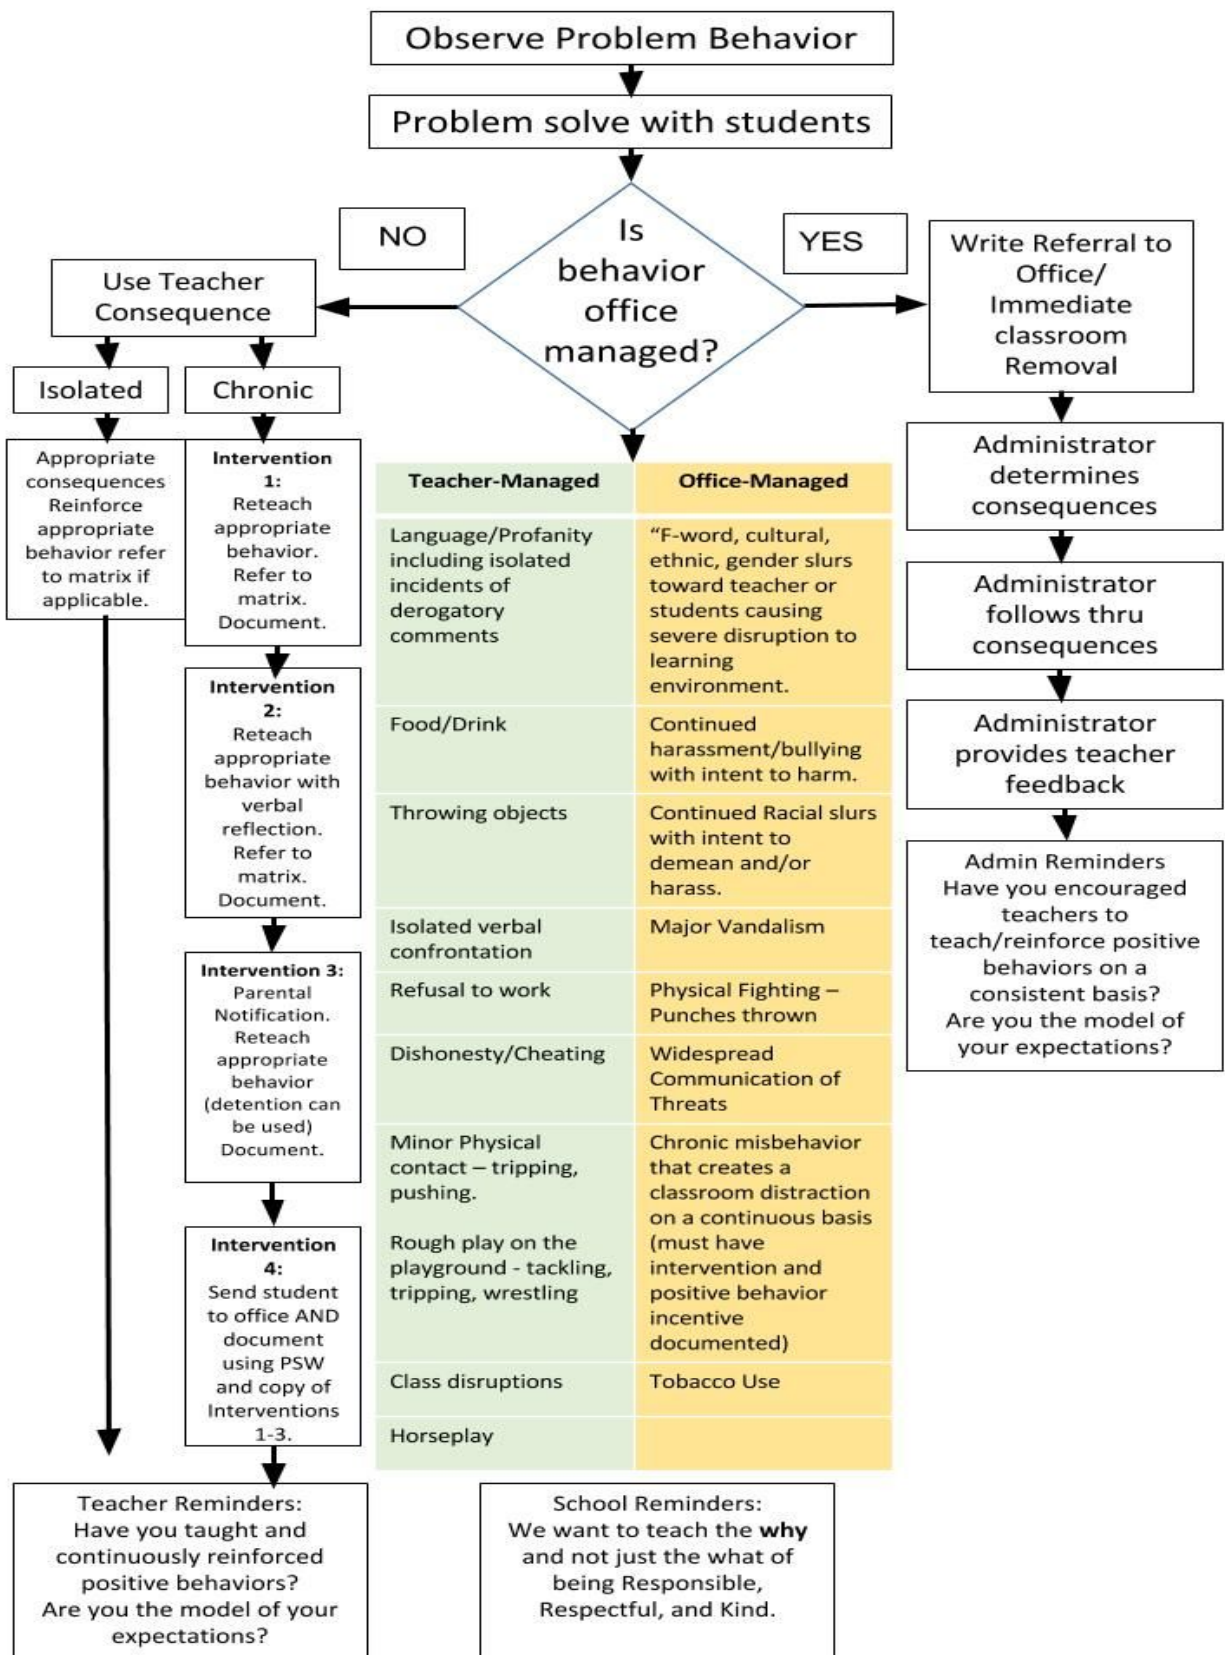 Observe Problem Behavior
Problem solve with students
Is
behavior
office
managed?
NO
YES
Use Teacher
Consequence
Isolated
Chronic
Appropriate
consequences
Reinforce
appropriate
behavior refer
to matrix if
applicable.
Intervention
1:
Reteach
appropriate
behavior.
Refer to
matrix.
Document.
Intervention
2:
Reteach
appropriate
behavior with
verbal
reflection.
Refer to
matrix.
Document.
Intervention 3:
Parental
Notification.
Reteach
appropriate
behavior
(detention can
be used)
Document.
Intervention
4:
Send student
to office AND
document
using PSW
and copy of
Interventions
1-3.
Teacher Reminders:
Have you taught and
continuously reinforced
positive behaviors?
Are you the model of your
expectations?
Teacher-Managed
Office-Managed
Language/Profanity
including isolated
incidents of
derogatory
comments
“F-word, cultural,
ethnic, gender slurs
toward teacher or
students causing
severe disruption to
learning
environment.
Food/Drink
Continued
harassment/bullying
with intent to harm.
Throwing objects
Continued Racial slurs
with intent to
demean and/or
harass.
Isolated verbal
confrontation
Major Vandalism
Refusal to work
Physical Fighting –
Punches thrown
Dishonesty/Cheating
Widespread
Communication of
Threats
Minor Physical
contact – tripping,
pushing.
Rough play on the
playground - tackling,
tripping, wrestling
Chronic misbehavior
that creates a
classroom distraction
on a continuous basis
(must have
intervention and
positive behavior
incentive
documented)
Class disruptions
Tobacco Use
Horseplay
School Reminders:
We want to teach the why
and not just the what of
being Responsible,
Respectful, and Kind.
Write Referral to
Office/
Immediate
classroom
Removal
Administrator
determines
consequences
Administrator
follows thru
consequences
Administrator
provides teacher
feedback
Admin Reminders
Have you encouraged
teachers to
teach/reinforce positive
behaviors on a
consistent basis?
Are you the model of
your expectations?